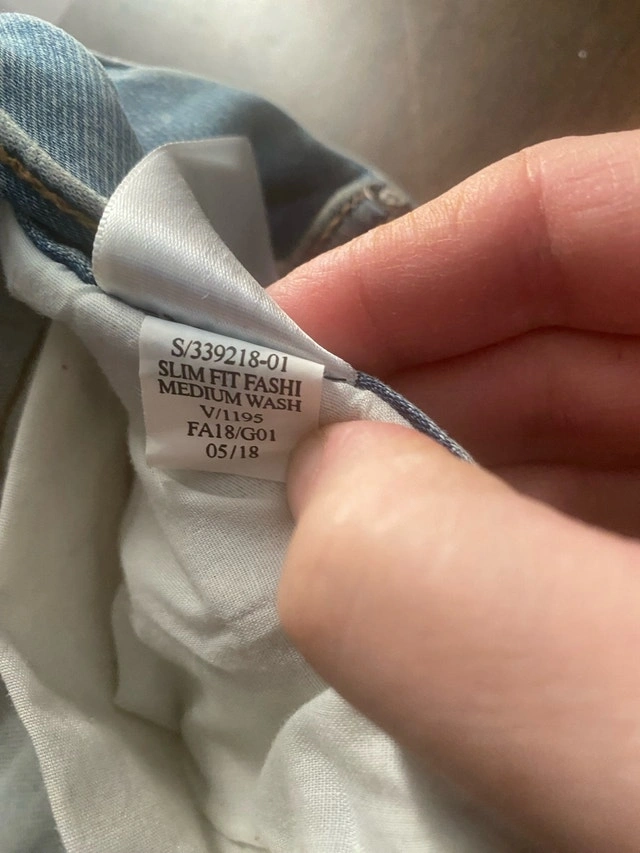 S/339218-01
SLIM FIT FASHI
MEDIUM WASH
V/1195
FA18/G01
05/18